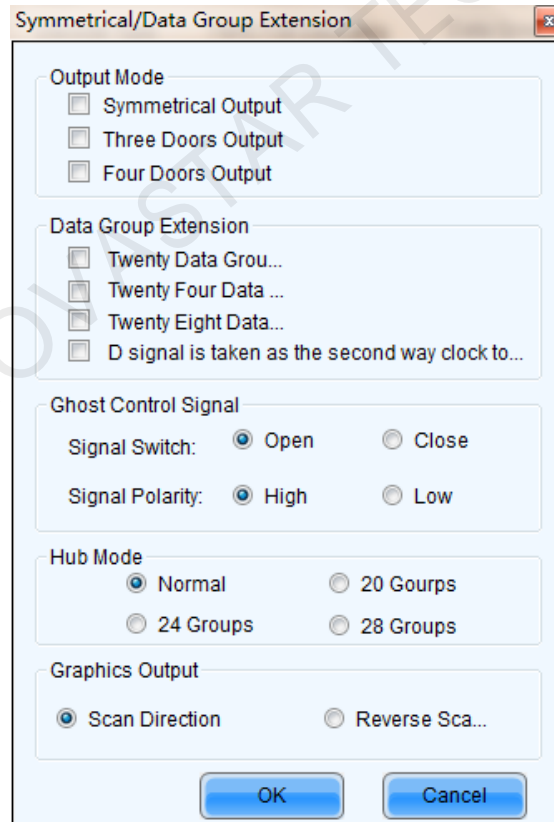 Symmetrical/Data Group Extension
Output Mode
Symmetrical Output
Three Doors Output
Four Doors Output
Data Group Extension
Twenty Data Grou...
Twenty Four Data ...
Twenty Eight Data...
D signal is taken as the second way clock to...
Ghost Control Signal
Signal Switch: Open Close
Signal Polarity: High Low
Hub Mode
Normal 20 Gourps
24 Groups 28 Groups
Graphics Output
Scan Direction Reverse Sca...
OK Cancel